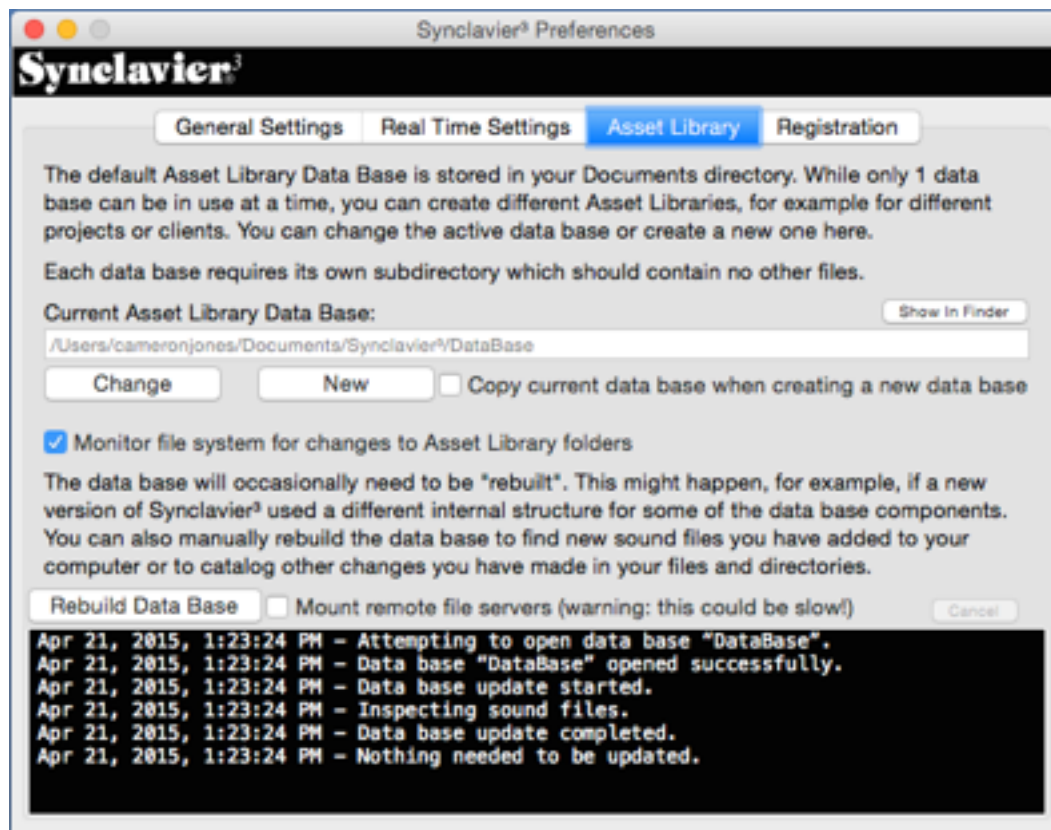 Synclavier³ Preferences
Synclavier³
General Settings Real Time Settings Asset Library Registration
The default Asset Library Data Base is stored in your Documents directory. While only 1 data
base can be in use at a time, you can create different Asset Libraries, for example for different
projects or clients. You can change the active data base or create a new one here.
Each data base requires its own subdirectory which should contain no other files.
Current Asset Library Data Base:
Show In Finder
/Users/cameronjones/Documents/Synclavier³/DataBase
Change New Copy current data base when creating a new data base
Monitor file system for changes to Asset Library folders
The data base will occasionally need to be "rebuilt". This might happen, for example, if a new
version of Synclavier³ used a different internal structure for some of the data base components.
You can also manually rebuild the data base to find new sound files you have added to your
computer or to catalog other changes you have made in your files and directories.
Rebuild Data Base Mount remote file servers (warning: this could be slow!) Cancel
Apr 21, 2015, 1:23:24 PM – Attempting to open data base “DataBase”.
Apr 21, 2015, 1:23:24 PM – Data base “DataBase” opened successfully.
Apr 21, 2015, 1:23:24 PM – Data base update started.
Apr 21, 2015, 1:23:24 PM – Inspecting sound files.
Apr 21, 2015, 1:23:24 PM – Data base update completed.
Apr 21, 2015, 1:23:24 PM – Nothing needed to be updated.